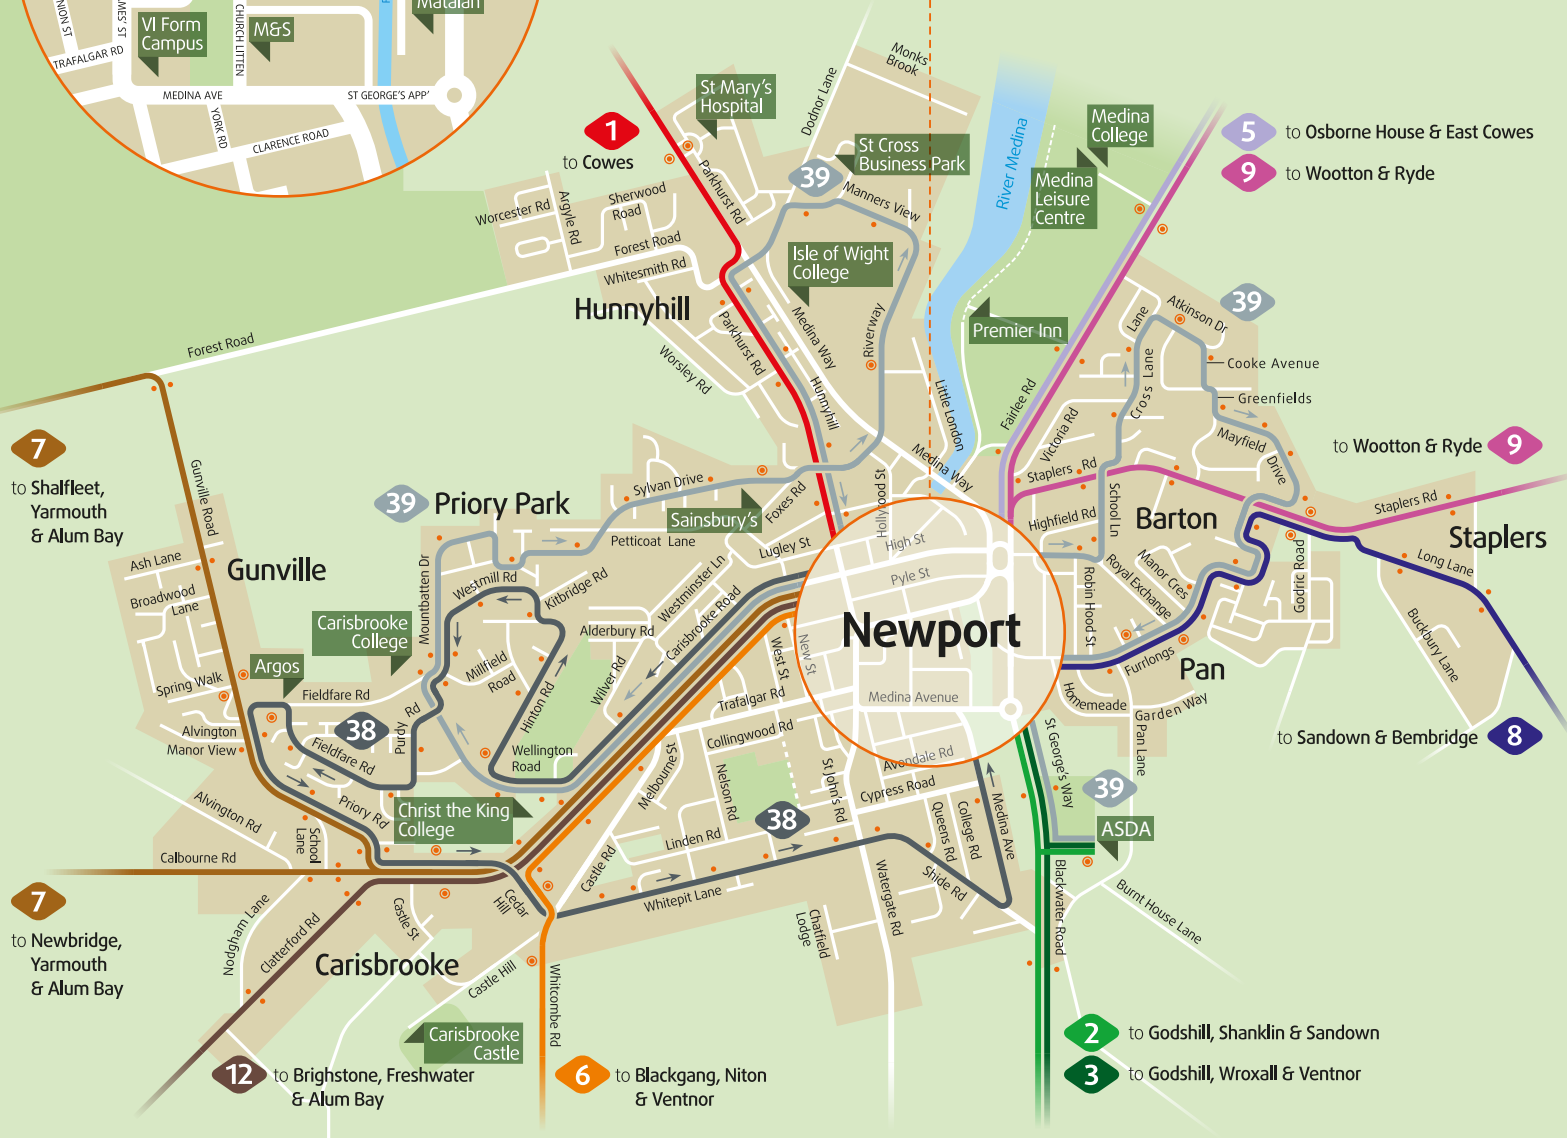 Matalan
VI Form
Campus
M&S
CHURCH LITTEN
TRAFALGAR RD
MEDINA AVE
ST GEORGE'S APP'
YORK RD
CLARENCE ROAD
Monks
Brook
St Mary's
Hospital
Dodnor Lane
1
to Cowes
St Cross
Business Park
39
Manners View
River Medina
Medina
College
Medina
Leisure
Centre
5
to Osborne House & East Cowes
9
to Wootton & Ryde
Parkhurst Rd
Worcester Rd
Argyle Rd
Sherwood
Road
Forest Road
Whitesmith Rd
Isle of Wight
College
Hunnyhill
Parkhurst Rd
Medina Way
Riverway
Premier Inn
Worsley Rd
Hunnyhill
Little London
Fairlee Rd
Lane
Atkinson Dr
39
Cooke Avenue
Cross Lane
Greenfields
Victoria Rd
Mayfield
Drive
Forest Road
7
to Shalfleet,
Yarmouth
& Alum Bay
Gunville Road
Medina Way
Staplers Rd
to Wootton & Ryde
9
39
Priory Park
Sylvan Drive
Sainsbury's
Foxes Rd
Hollyrood St
Highfield Rd
School Ln
Barton
Staplers Rd
Staplers
Petticoat Lane
Lugley St
High St
Pyle St
Long Lane
Ash Lane
Gunville
Broadwood
Lane
Mountbatten Dr
Westmill Rd
Kitbridge Rd
Westminster Ln
Carisbrooke Road
Robin Hood St
Royal Exchange
Manor Cres
Godric Road
Buckbury Lane
Carisbrooke
College
Alderbury Rd
Newport
Argos
Millfield
Road
Wilver Rd
West St
New St
Furlongs
Pan
Spring Walk
Fieldfare Rd
Hinton Rd
Trafalgar Rd
Medina Avenue
Homemeade
Garden Way
Alvington
Manor View
38
Purdy Rd
Fieldfare Rd
Wellington
Road
Collingwood Rd
Melbourne St
Avondale Rd
St George's Way
Pan Lane
to Sandown & Bembridge
8
Alvington Rd
Priory Rd
Christ the King
College
Nelson Rd
St John's Rd
Cypress Road
39
School
Lane
38
Linden Rd
Queens Rd
College Rd
Medina Ave
ASDA
Calbourne Rd
Castle Rd
7
to Newbridge,
Yarmouth
& Alum Bay
Cedar
Hill
Whitepit Lane
Shide Rd
Watergate Rd
Blackwater Road
Burnt House Lane
Nodgham Lane
Clatterford Rd
Castle St
Chatfield
Lodge
Carisbrooke
Castle Hill
Whitcombe Rd
Carisbrooke
Castle
12
to Brighstone, Freshwater
& Alum Bay
6
to Blackgang, Niton
& Ventnor
2
to Godshill, Shanklin & Sandown
3
to Godshill, Wroxall & Ventnor